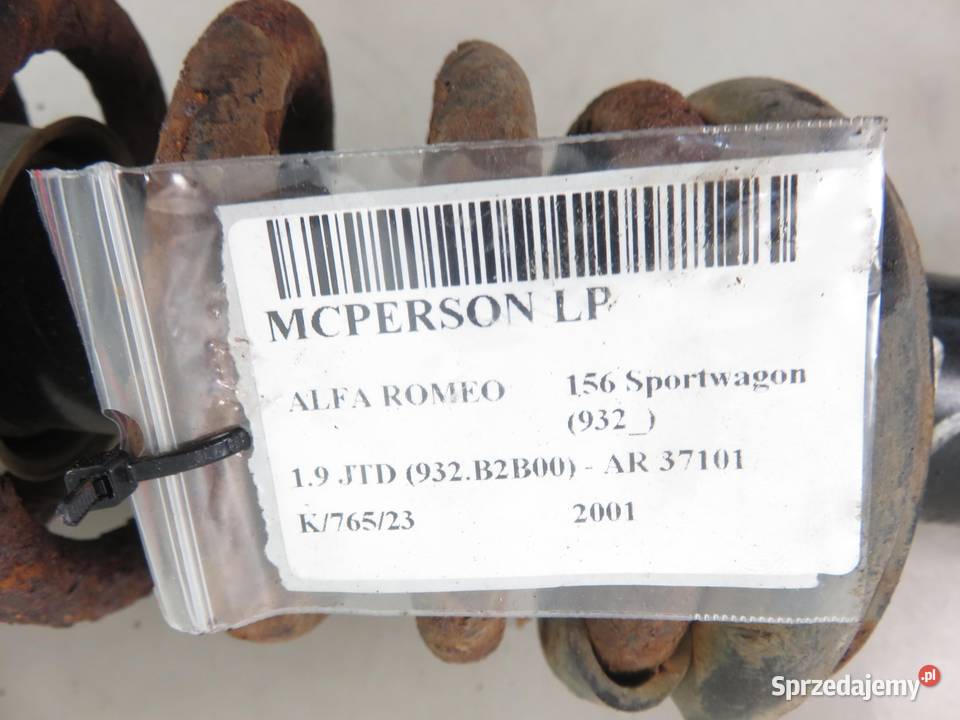 MCPERSON LP
ALFA ROMEO 156 Sportwagon
(932_)
1.9 JTD (932.B2B00) - AR 37101
K/765/23 2001
Sprzedajemy.pl